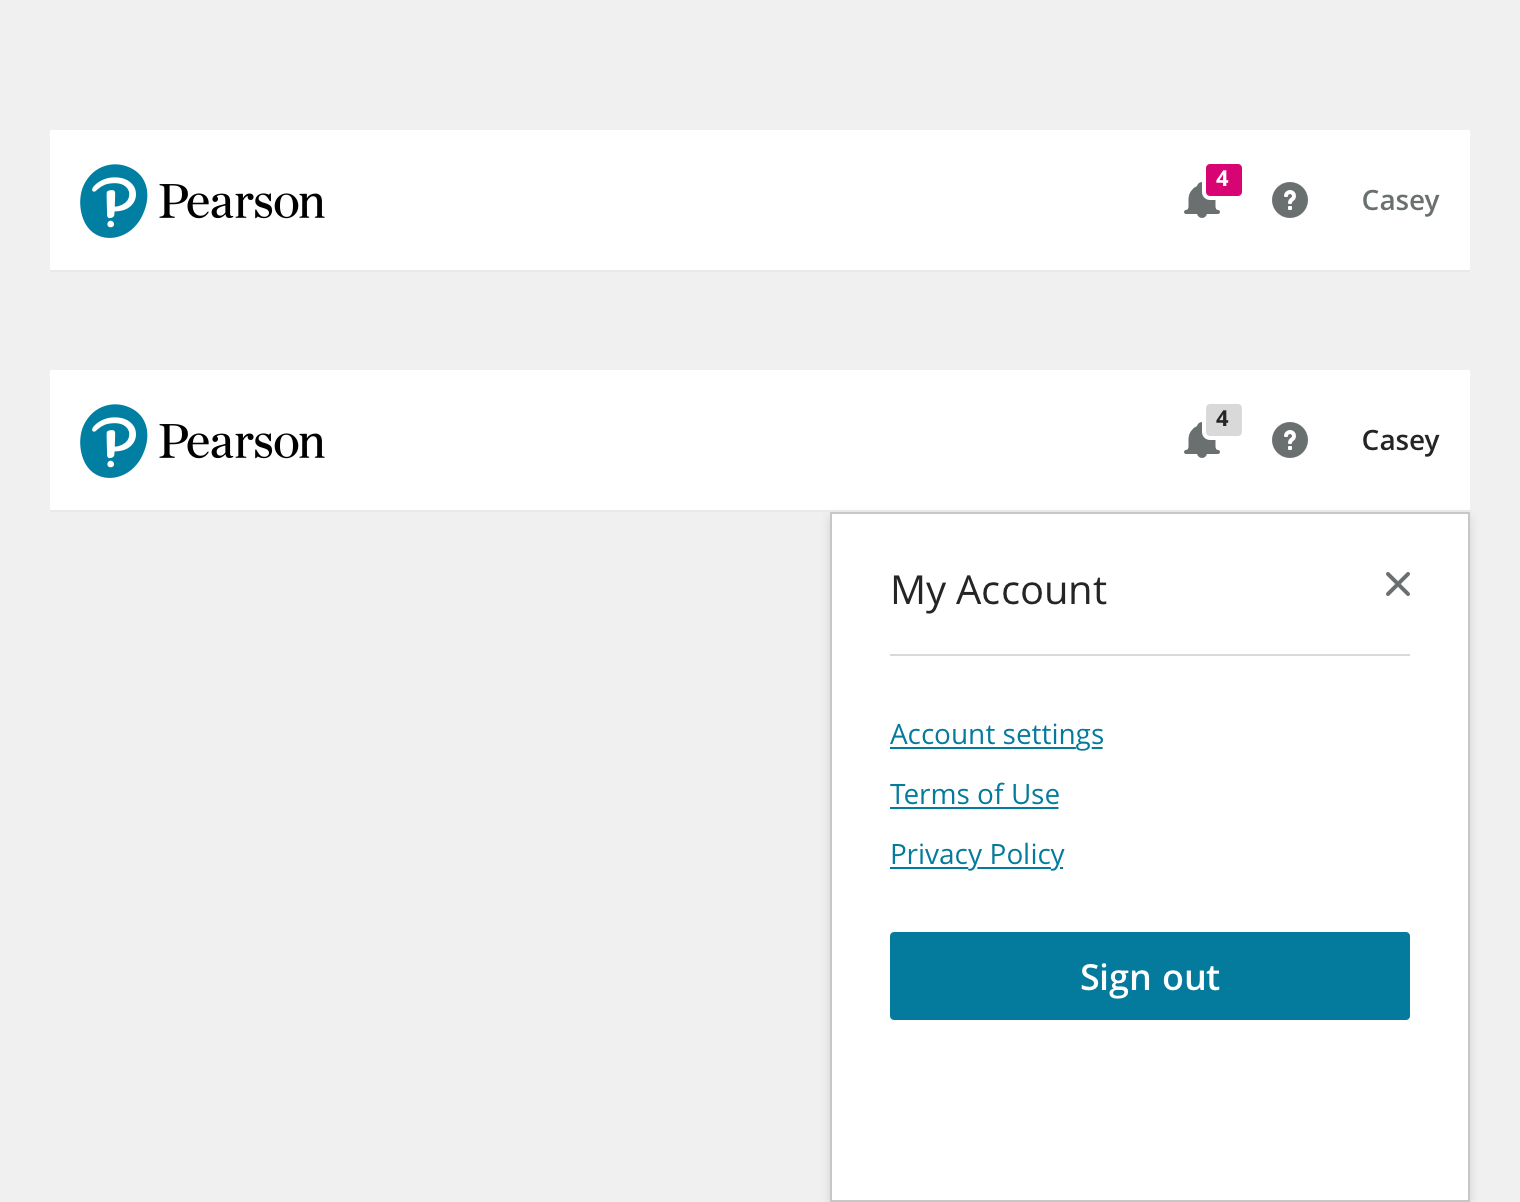 Pearson
4
?
Casey
Pearson
4
?
Casey
My Account
Account settings
Terms of Use
Privacy Policy
Sign out